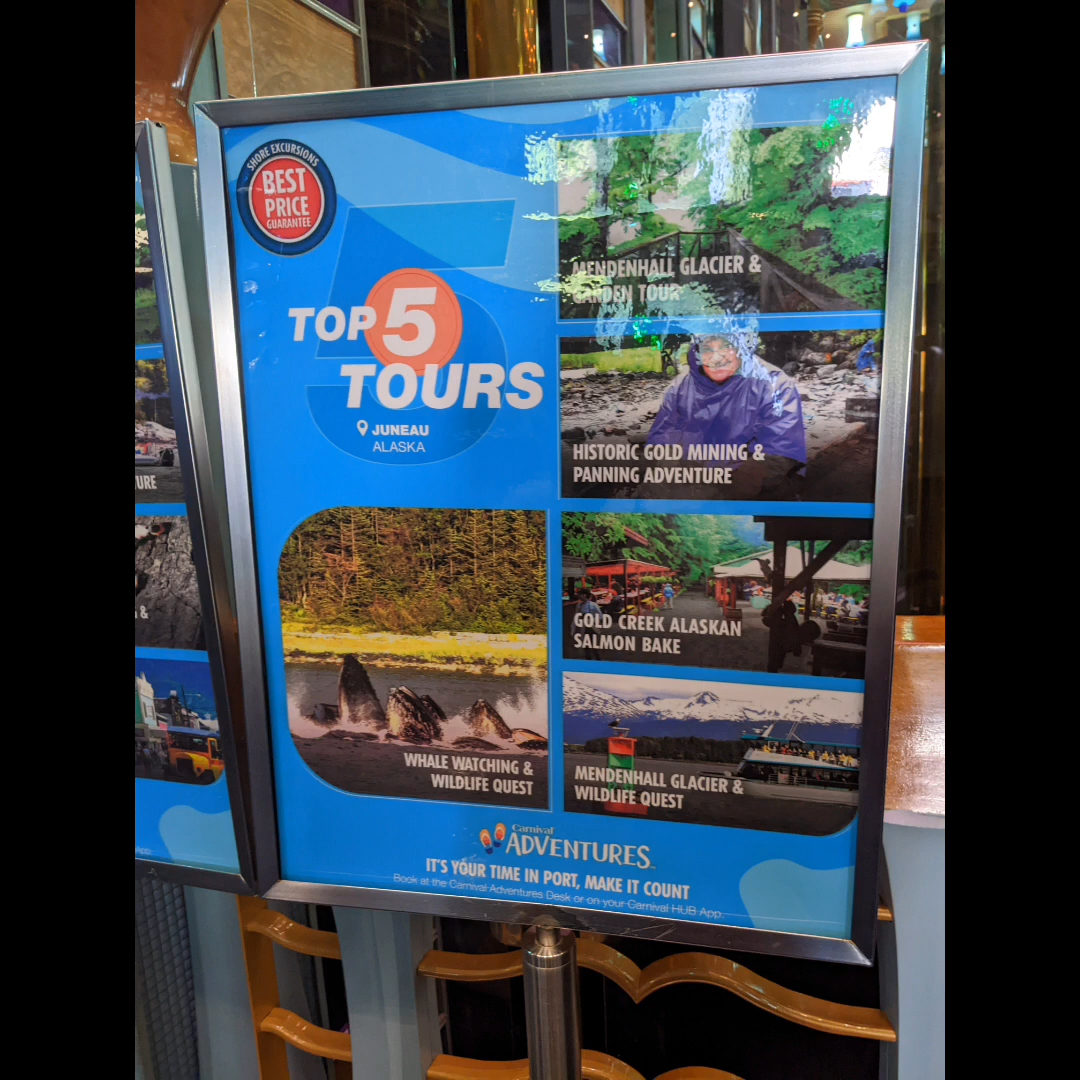 SHORE EXCURSIONS
BEST
PRICE
GUARANTEE
TOP 5
TOURS
JUNEAU
ALASKA
MENDENHALL GLACIER &
GARDEN TOUR
HISTORIC GOLD MINING &
PANNING ADVENTURE
GOLD CREEK ALASKAN
SALMON BAKE
WHALE WATCHING &
WILDLIFE QUEST
MENDENHALL GLACIER &
WILDLIFE QUEST
Carnival
ADVENTURES
IT'S YOUR TIME IN PORT, MAKE IT COUNT
Book at the Carnival Adventures Desk or on your Carnival HUB App.